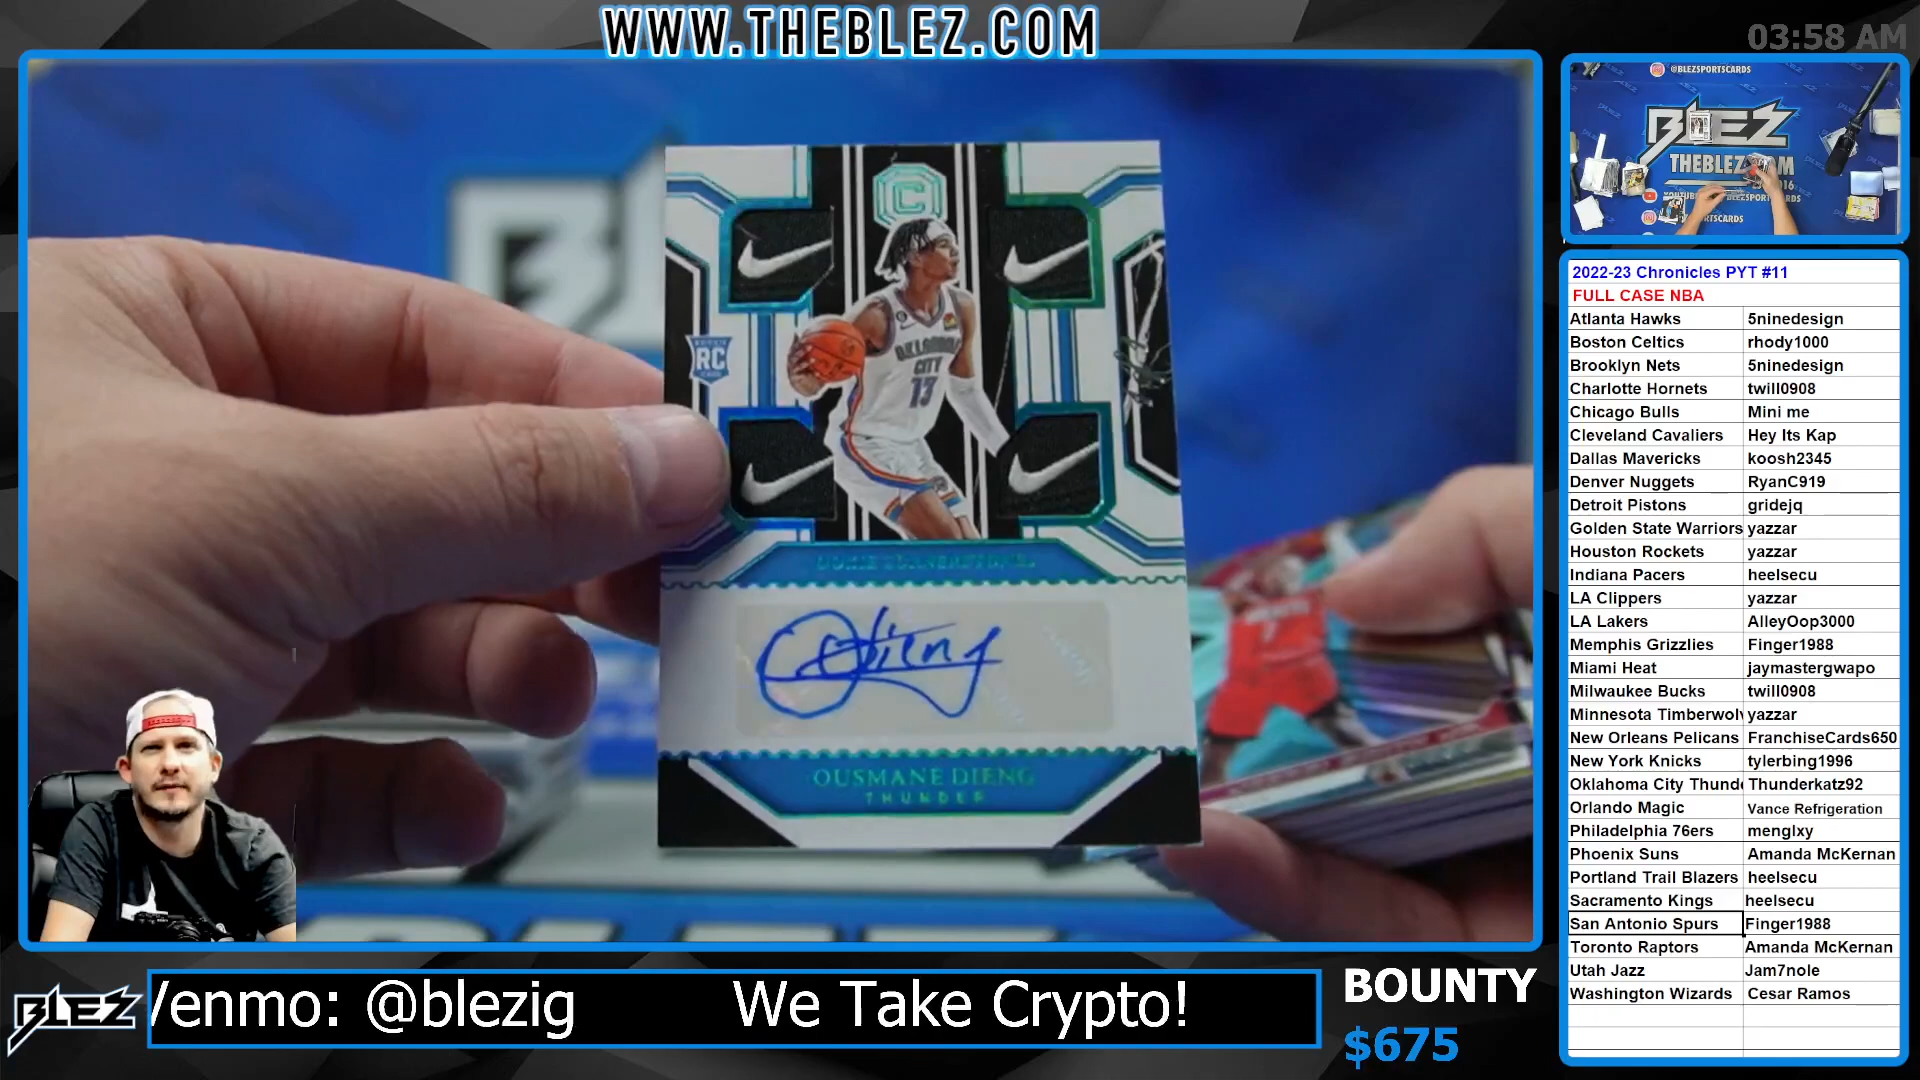 WWW.THEBLEZ.COM
03:58 AM
@BLEZSPORTSCARDS
BLEZ
C
RC
OKLAHOMA
CITY
13
ROOKIE CORNERSTONES
Dieng
OUSMANE DIENG
THUNDER
2022-23 Chronicles PYT #11
FULL CASE NBA
Atlanta Hawks 5ninedesign
Boston Celtics rhody1000
Brooklyn Nets 5ninedesign
Charlotte Hornets twill0908
Chicago Bulls Mini me
Cleveland Cavaliers Hey Its Kap
Dallas Mavericks koosh2345
Denver Nuggets RyanC919
Detroit Pistons gridejq
Golden State Warriors yazzar
Houston Rockets yazzar
Indiana Pacers heelsecu
LA Clippers yazzar
LA Lakers AlleyOop3000
Memphis Grizzlies Finger1988
Miami Heat jaymastergwapo
Milwaukee Bucks twill0908
Minnesota Timberwolv yazzar
New Orleans Pelicans FranchiseCards650
New York Knicks tylerbing1996
Oklahoma City Thund Thunderkatz92
Orlando Magic Vance Refrigeration
Philadelphia 76ers menglxy
Phoenix Suns Amanda McKernan
Portland Trail Blazers heelsecu
Sacramento Kings heelsecu
San Antonio Spurs Finger1988
Toronto Raptors Amanda McKernan
Utah Jazz Jam7nole
Washington Wizards Cesar Ramos
BLEZ
Venmo: @blezig We Take Crypto!
BOUNTY
$675